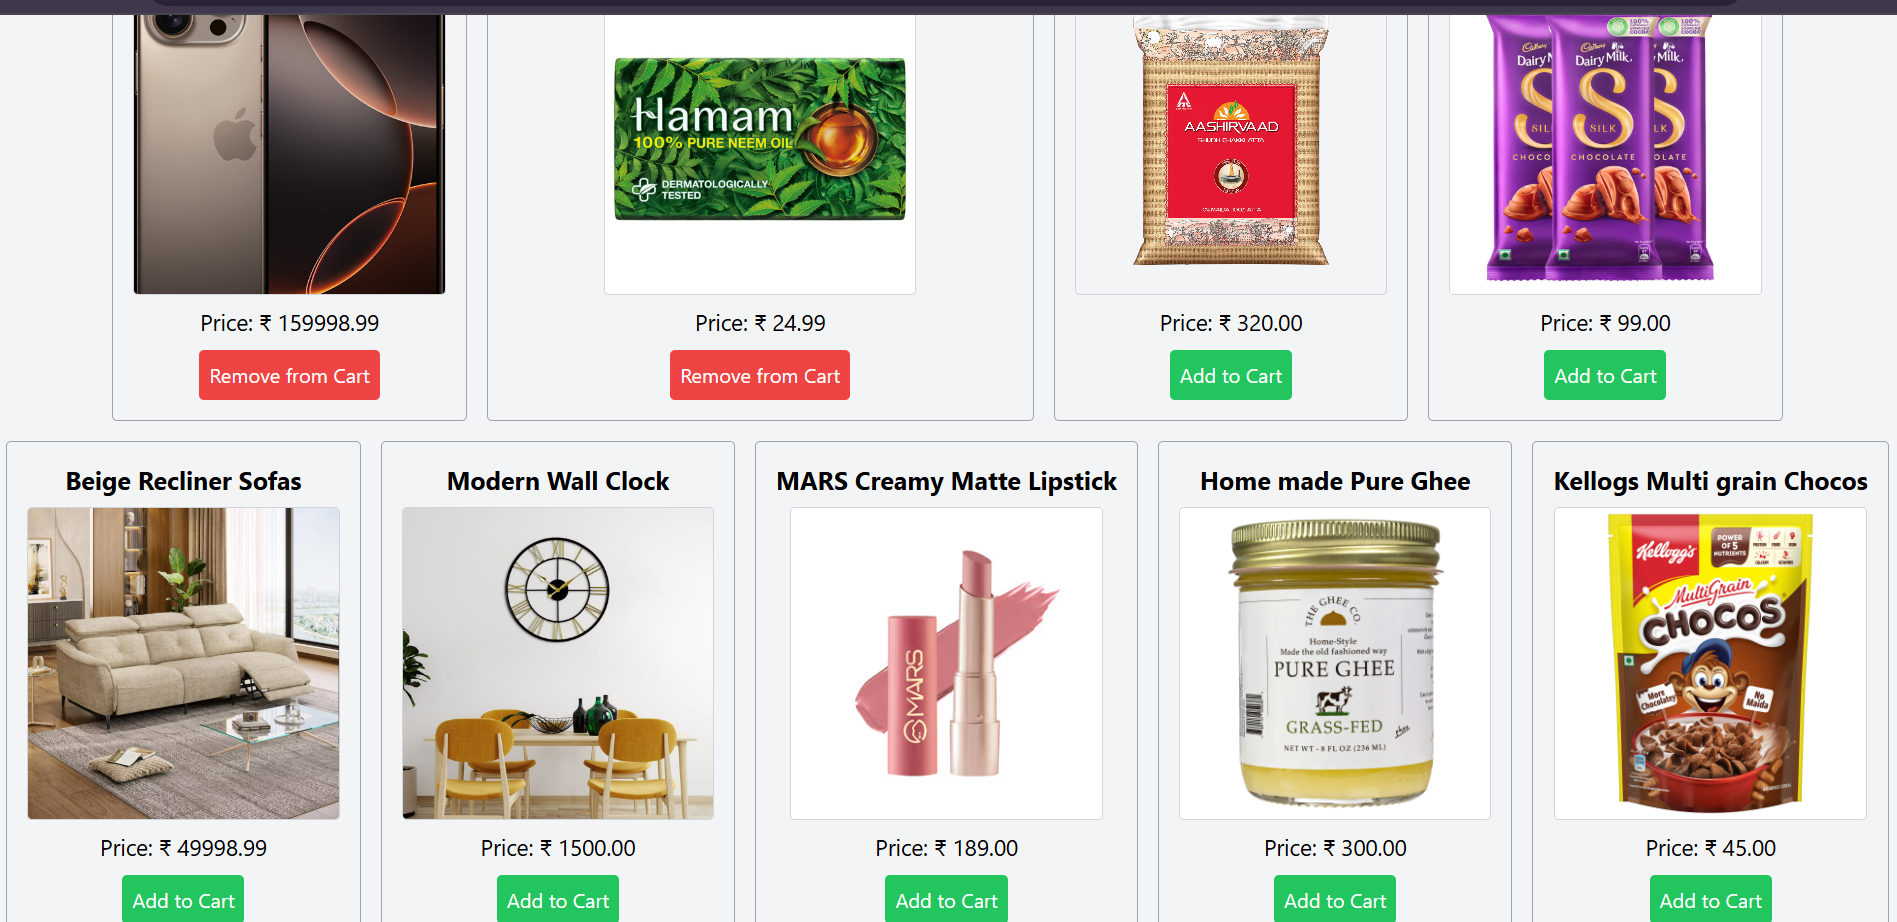 Hamam
100% PURE NEEM OIL
DERMATOLOGICALLY
TESTED
AASHIRVAAD
SHUDH CHAKKI ATTA
Cadbury
Dairy Milk
SILK
CHOCOLATE
100%
Price: ₹ 159998.99
Price: ₹ 24.99
Price: ₹ 320.00
Price: ₹ 99.00
Remove from Cart
Remove from Cart
Add to Cart
Add to Cart
Beige Recliner Sofas
Modern Wall Clock
MARS Creamy Matte Lipstick
Home made Pure Ghee
Kellogs Multi grain Chocos
MARS
THE GHEE CO.
Home-Style
Made the old fashioned way
PURE GHEE
GRASS-FED
NET WT - 8 FL OZ (236 ML)
Kellogg's
POWER
OF 5
NUTRIENTS
MultiGrain
CHOCOS
More
Chocolatey
No
Maida
Price: ₹ 49998.99
Price: ₹ 1500.00
Price: ₹ 189.00
Price: ₹ 300.00
Price: ₹ 45.00
Add to Cart
Add to Cart
Add to Cart
Add to Cart
Add to Cart